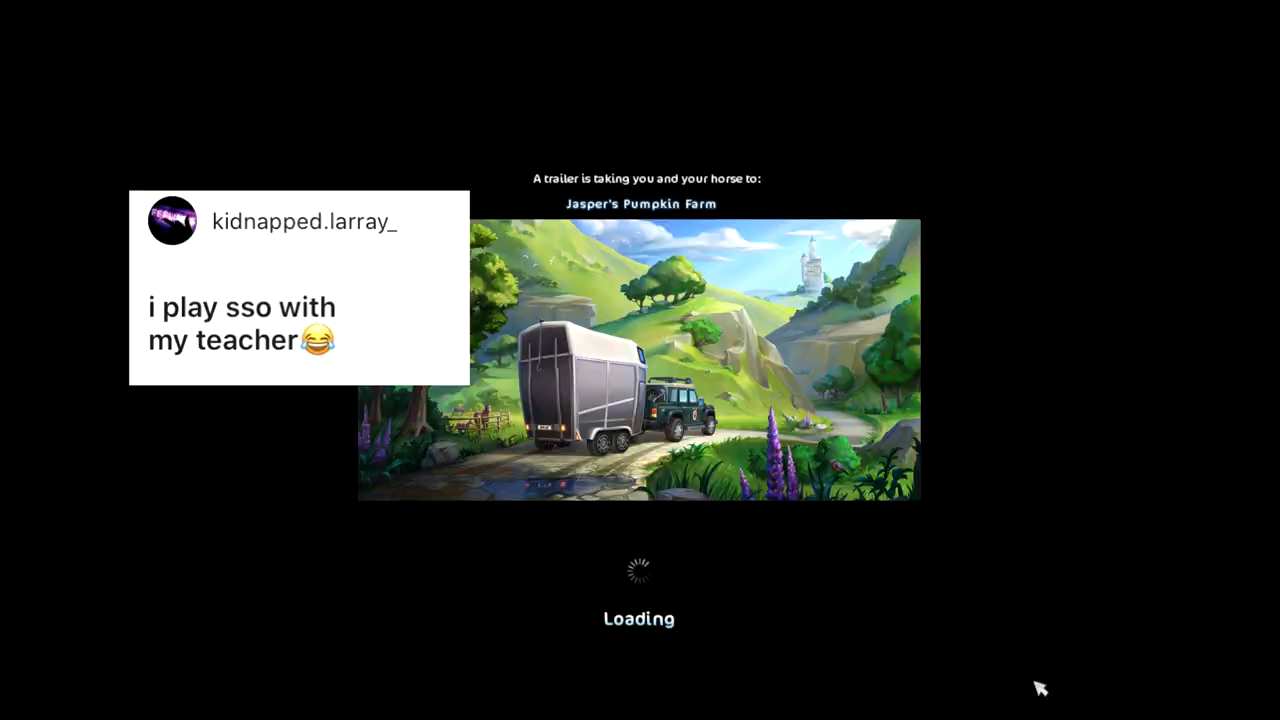 A trailer is taking you and your horse to:
Jasper's Pumpkin Farm
kidnapped.larray_
i play sso with
my teacher😂
Loading